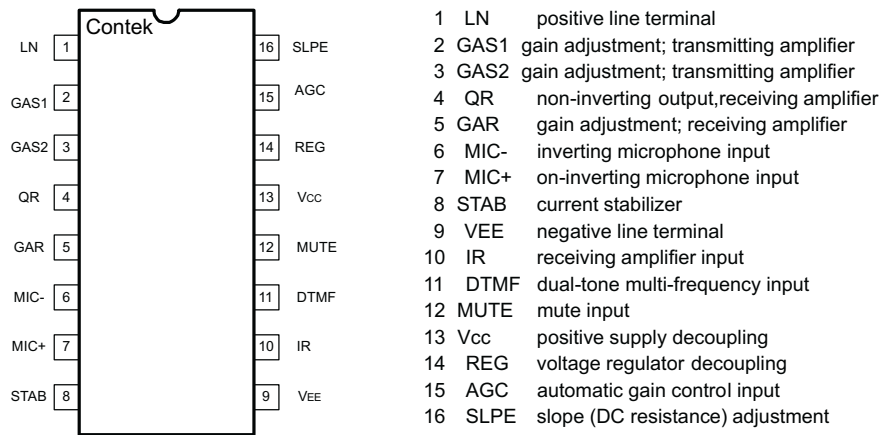 Contek
LN 1
GAS1 2
GAS2 3
QR 4
GAR 5
MIC- 6
MIC+ 7
STAB 8
16 SLPE
15 AGC
14 REG
13 Vcc
12 MUTE
11 DTMF
10 IR
9 VEE
1 LN positive line terminal
2 GAS1 gain adjustment; transmitting amplifier
3 GAS2 gain adjustment; transmitting amplifier
4 QR non-inverting output,receiving amplifier
5 GAR gain adjustment; receiving amplifier
6 MIC- inverting microphone input
7 MIC+ on-inverting microphone input
8 STAB current stabilizer
9 VEE negative line terminal
10 IR receiving amplifier input
11 DTMF dual-tone multi-frequency input
12 MUTE mute input
13 Vcc positive supply decoupling
14 REG voltage regulator decoupling
15 AGC automatic gain control input
16 SLPE slope (DC resistance) adjustment